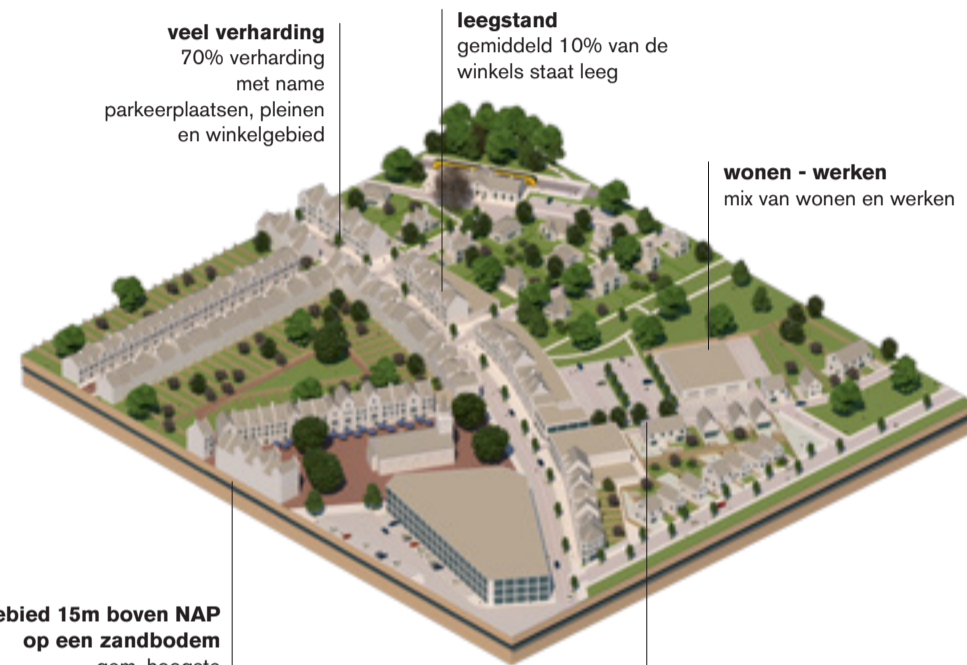 veel verharding
70% verharding
met name
parkeerplaatsen, pleinen
en winkelgebied
leegstand
gemiddeld 10% van de
winkels staat leeg
wonen - werken
mix van wonen en werken
15m boven NAP
op een zandbodem